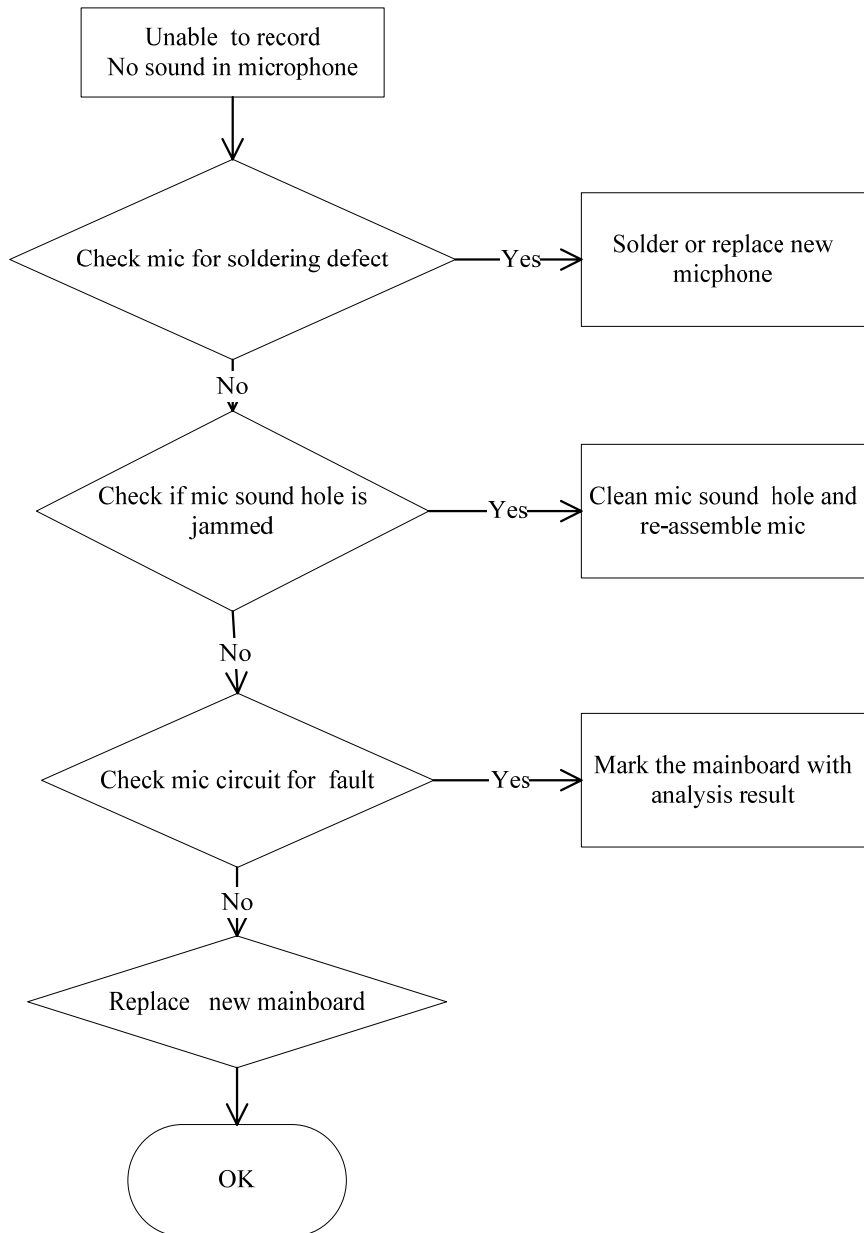 Unable to record
No sound in microphone
Check mic for soldering defect
Yes
Solder or replace new
micphone
No
Check if mic sound hole is
jammed
Yes
Clean mic sound hole and
re-assemble mic
No
Check mic circuit for fault
Yes
Mark the mainboard with
analysis result
No
Replace new mainboard
OK